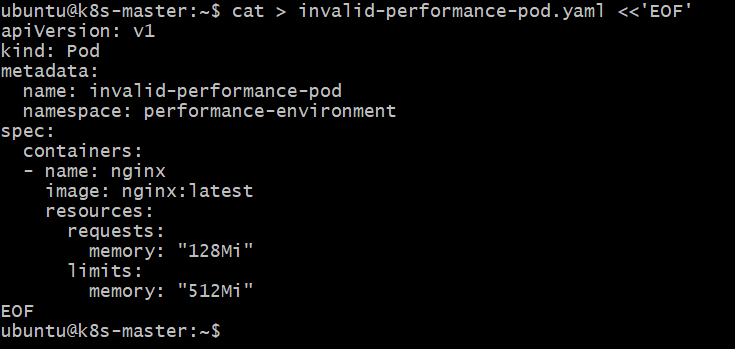 ubuntu@k8s-master:~$ cat > invalid-performance-pod.yaml <<'EOF'
apiVersion: v1
kind: Pod
metadata:
  name: invalid-performance-pod
  namespace: performance-environment
spec:
  containers:
  - name: nginx
    image: nginx:latest
    resources:
      requests:
        memory: "128Mi"
      limits:
        memory: "512Mi"
EOF
ubuntu@k8s-master:~$